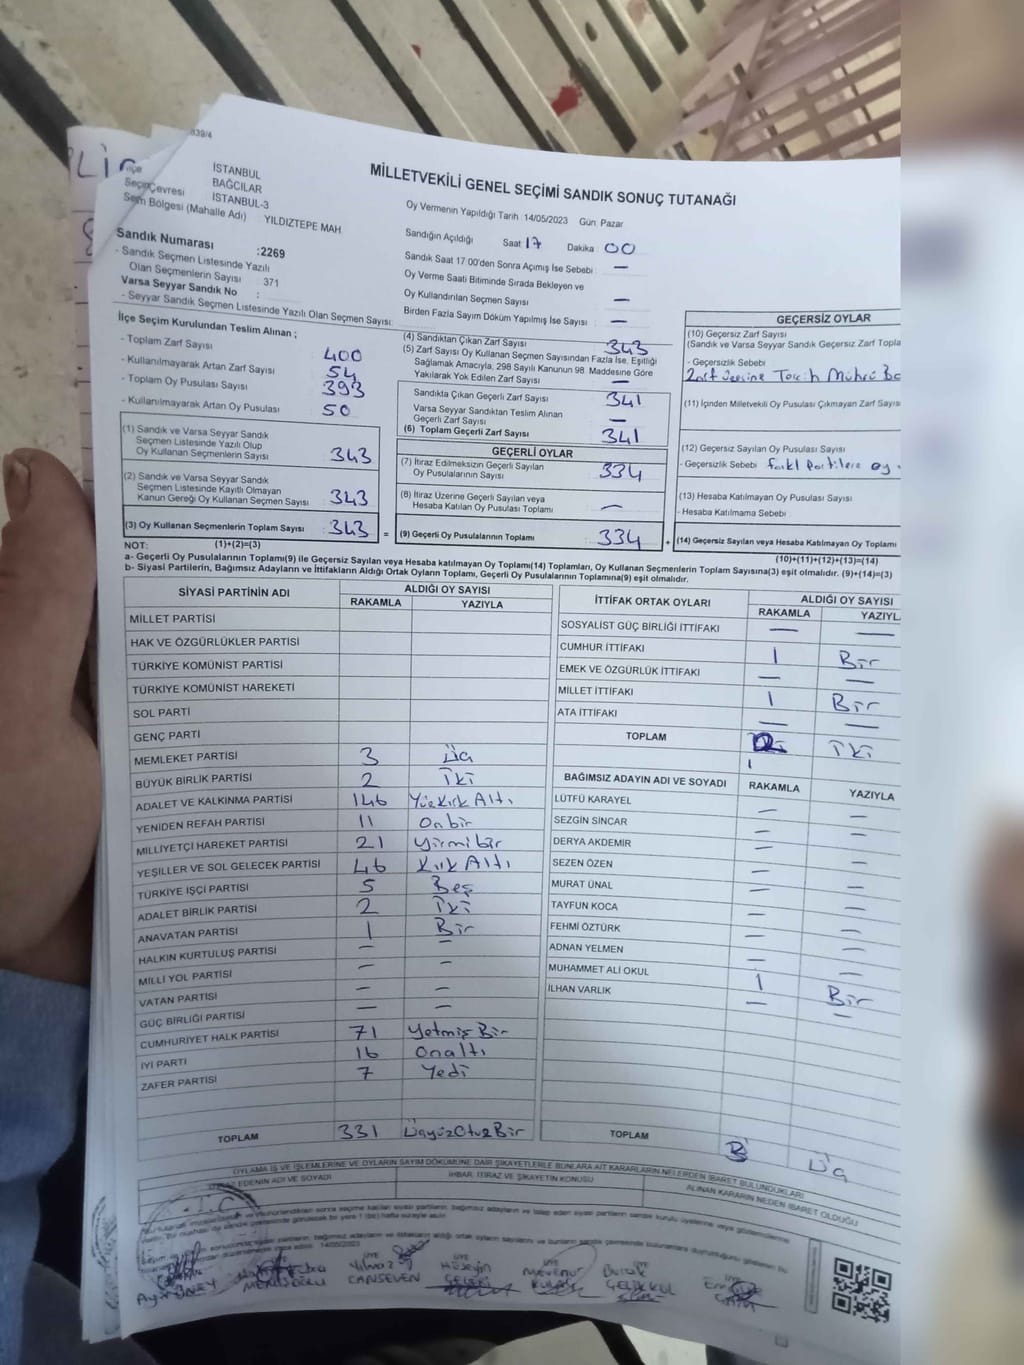 839/4
MİLLETVEKİLİ GENEL SEÇİMİ SANDIK SONUÇ TUTANAĞI
İlçe İSTANBUL
BAĞCILAR
Seçim Çevresi İSTANBUL-3
Seçim Bölgesi (Mahalle Adı) YILDIZTEPE MAH.
Sandık Numarası :2269
- Sandık Seçmen Listesinde Yazılı
Olan Seçmenlerin Sayısı 371
Varsa Seyyar Sandık No :
- Seyyar Sandık Seçmen Listesinde Yazılı Olan Seçmen Sayısı:
Oy Vermenin Yapıldığı Tarih :14/05/2023 Gün: Pazar
Sandığın Açıldığı Saat 17 Dakika : 00
Sandık Saat 17.00'den Sonra Açılmış İse Sebebi : —
Oy Verme Saati Bitiminde Sırada Bekleyen ve
Oy Kullandırılan Seçmen Sayısı : —
Birden Fazla Sayım Döküm Yapılmış İse Sayısı : —
İlçe Seçim Kurulundan Teslim Alınan ;
- Toplam Zarf Sayısı : 400
- Kullanılmayarak Artan Zarf Sayısı : 54
- Toplam Oy Pusulası Sayısı : 393
- Kullanılmayarak Artan Oy Pusulası : 50
(1) Sandık ve Varsa Seyyar Sandık
Seçmen Listesinde Yazılı Olup
Oy Kullanan Seçmenlerin Sayısı : 343
(2) Sandık ve Varsa Seyyar Sandık
Seçmen Listesinde Kayıtlı Olmayan
Kanun Gereği Oy Kullanan Seçmen Sayısı : 343
(3) Oy Kullanan Seçmenlerin Toplam Sayısı : 343
(1)+(2)=(3)
(4) Sandıktan Çıkan Zarf Sayısı : 343
(5) Zarf Sayısı Oy Kullanan Seçmen Sayısından Fazla İse, Eşitliği
Sağlamak Amacıyla, 298 Sayılı Kanunun 98. Maddesine Göre
Yakılarak Yok Edilen Zarf Sayısı : —
Sandıkta Çıkan Geçerli Zarf Sayısı : 341
Varsa Seyyar Sandıktan Teslim Alınan
Geçerli Zarf Sayısı : —
(6) Toplam Geçerli Zarf Sayısı : 341
GEÇERLİ OYLAR
(7) İtiraz Edilmeksizin Geçerli Sayılan
Oy Pusulalarının Sayısı : 334
(8) İtiraz Üzerine Geçerli Sayılan veya
Hesaba Katılan Oy Pusulası Toplamı : —
= (9) Geçerli Oy Pusulalarının Toplamı : 334 +
GEÇERSİZ OYLAR
(10) Geçersiz Zarf Sayısı
(Sandık ve Varsa Seyyar Sandık Geçersiz Zarf Topla
- Geçersizlik Sebebi
(11) İçinden Milletvekili Oy Pusulası Çıkmayan Zarf Sayıs
(12) Geçersiz Sayılan Oy Pusulası Sayısı
- Geçersizlik Sebebi farkl Partilere oy
(13) Hesaba Katılmayan Oy Pusulası Sayısı
- Hesaba Katılmama Sebebi :
(14) Geçersiz Sayılan veya Hesaba Katılmayan Oy Toplamı
(10)+(11)+(12)+(13)=(14)
NOT:
a- Geçerli Oy Pusulalarının Toplamı(9) ile Geçersiz Sayılan veya Hesaba katılmayan Oy Toplamı(14) Toplamları, Oy Kullanan Seçmenlerin Toplam Sayısına(3) eşit olmalıdır. (9)+(14)=(3)
b- Siyasi Partilerin, Bağımsız Adayların ve İttifakların Aldığı Ortak Oyların Toplamı, Geçerli Oy Pusulalarının Toplamına(9) eşit olmalıdır.
SİYASİ PARTİNİN ADI ALDIĞI OY SAYISI
RAKAMLA YAZIYLA
MİLLET PARTİSİ
HAK VE ÖZGÜRLÜKLER PARTİSİ
TÜRKİYE KOMÜNİST PARTİSİ
TÜRKİYE KOMÜNİST HAREKETİ
SOL PARTİ
GENÇ PARTİ
MEMLEKET PARTİSİ 3 Üç
BÜYÜK BİRLİK PARTİSİ 2 İki
ADALET VE KALKINMA PARTİSİ 146 Yüzkırk Altı
YENİDEN REFAH PARTİSİ 11 Onbir
MİLLİYETÇİ HAREKET PARTİSİ 21 Yirmibir
YEŞİLLER VE SOL GELECEK PARTİSİ 46 Kırk Altı
TÜRKİYE İŞÇİ PARTİSİ 5 Beş
ADALET BİRLİK PARTİSİ 2 İki
ANAVATAN PARTİSİ 1 Bir
HALKIN KURTULUŞ PARTİSİ — —
MİLLİ YOL PARTİSİ — —
VATAN PARTİSİ — —
GÜÇ BİRLİĞİ PARTİSİ — —
CUMHURİYET HALK PARTİSİ 71 Yetmiş Bir
İYİ PARTİ 16 Onaltı
ZAFER PARTİSİ 7 Yedi
TOPLAM 331 ÜçyüzOtuzBir
İTTİFAK ORTAK OYLARI ALDIĞI OY SAYISI
RAKAMLA YAZIYL
SOSYALİST GÜÇ BİRLİĞİ İTTİFAKI — —
CUMHUR İTTİFAKI 1 Bir
EMEK VE ÖZGÜRLÜK İTTİFAKI — —
MİLLET İTTİFAKI 1 Bir
ATA İTTİFAKI — —
TOPLAM İki
BAĞIMSIZ ADAYIN ADI VE SOYADI RAKAMLA YAZIYLA
LÜTFÜ KARAYEL — —
SEZGİN SİNCAR — —
DERYA AKDEMİR — —
SEZEN ÖZEN — —
MURAT ÜNAL — —
TAYFUN KOCA — —
FEHMİ ÖZTÜRK — —
ADNAN YELMEN — —
MUHAMMET ALİ OKUL 1 Bir
İLHAN VARLIK — —
TOPLAM 3 Üç
OYLAMA İŞ VE İŞLEMLERİNE VE OYLARIN SAYIM DÖKÜMÜNE DAİR ŞİKAYETLERLE BUNLARA AİT KARARLARIN NELERDEN İBARET BULUNDUKLARI
EDENİN ADI VE SOYADI İHBAR, İTİRAZ VE ŞİKAYETİN KONUSU ALINAN KARARIN NEDEN İBARET OLDUĞU
14/05/2023
ÜYE ÜYE ÜYE
Yılmaz Hüseyin Burak
CANSEVEN